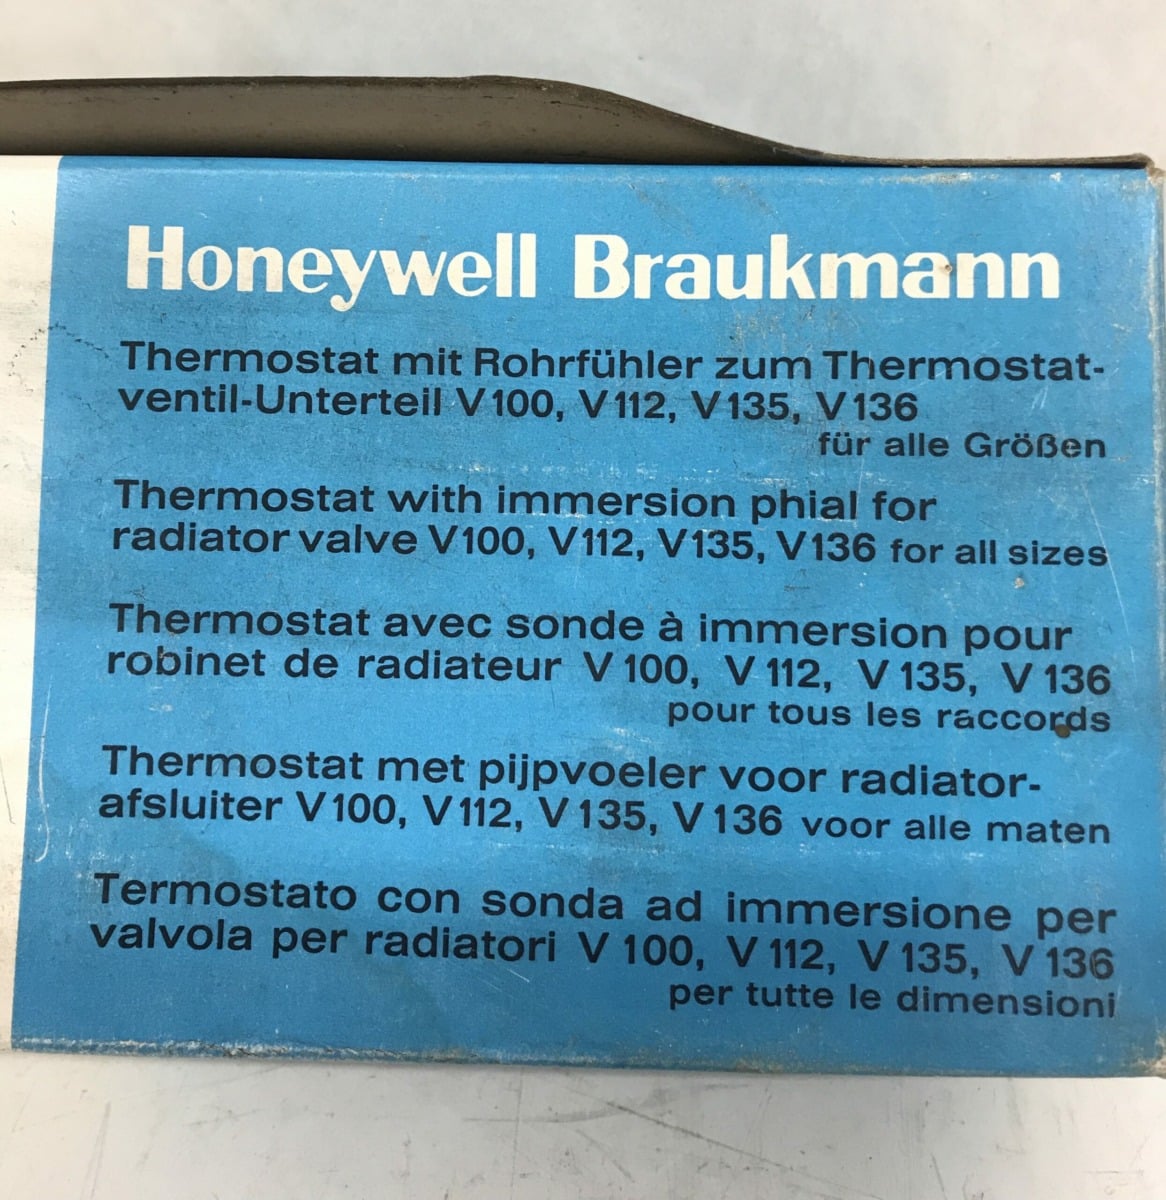 Honeywell Braukmann
Thermostat mit Rohrfühler zum Thermostat-
ventil-Unterteil V100, V112, V135, V136
für alle Größen
Thermostat with immersion phial for
radiator valve V100, V112, V135, V136 for all sizes
Thermostat avec sonde à immersion pour
robinet de radiateur V 100, V 112, V 135, V 136
pour tous les raccords
Thermostat met pijpvoeler voor radiator-
afsluiter V100, V112, V 135, V 136 voor alle maten
Termostato con sonda ad immersione per
valvola per radiatori V 100, V 112, V 135, V 136
per tutte le dimensioni